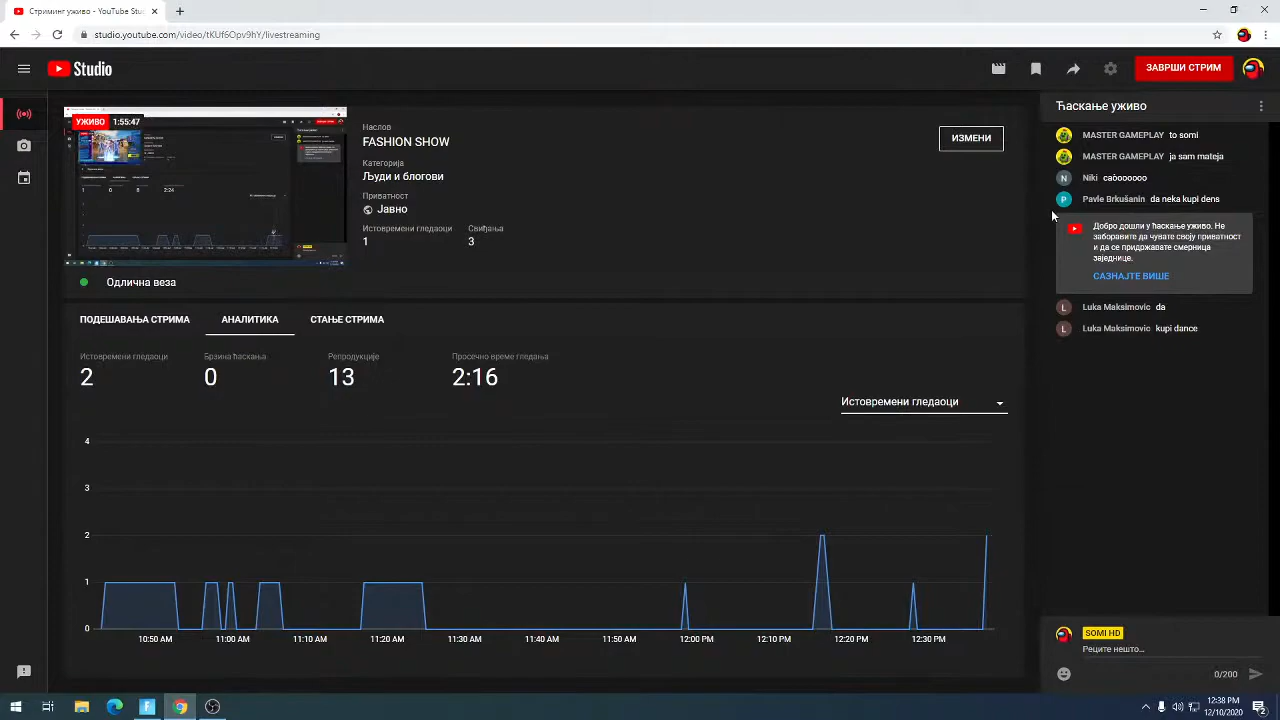 Стриминг уживо - YouTube Studi
studio.youtube.com/video/tKUf6Opv9hY/livestreaming
Studio
ЗАВРШИ СТРИМ
УЖИВО 1:55:47
Наслов
FASHION SHOW
Категорија
Људи и блогови
Приватност
Јавно
Истовремени гледаоци Свиђања
1 3
ИЗМЕНИ
Одлична веза
ПОДЕШАВАЊА СТРИМА АНАЛИТИКА СТАЊЕ СТРИМА
Истовремени гледаоци Брзина ћаскања Репродукције Просечно време гледања
2 0 13 2:16
Истовремени гледаоци
4
3
2
1
0
10:50 AM 11:00 AM 11:10 AM 11:20 AM 11:30 AM 11:40 AM 11:50 AM 12:00 PM 12:10 PM 12:20 PM 12:30 PM
Ћаскање уживо
MASTER GAMEPLAY to somi
MASTER GAMEPLAY ja sam mateja
N Niki сабооооооо
P Pavle Brkušanin da neka kupi dens
Добро дошли у ћаскање уживо. Не
заборавите да чувате своју приватност
и да се придржавате смерница
заједнице.
САЗНАЈТЕ ВИШЕ
L Luka Maksimovic da
L Luka Maksimovic kupi dance
SOMI HD
Реците нешто...
0/200
12:38 PM
12/10/2020
2